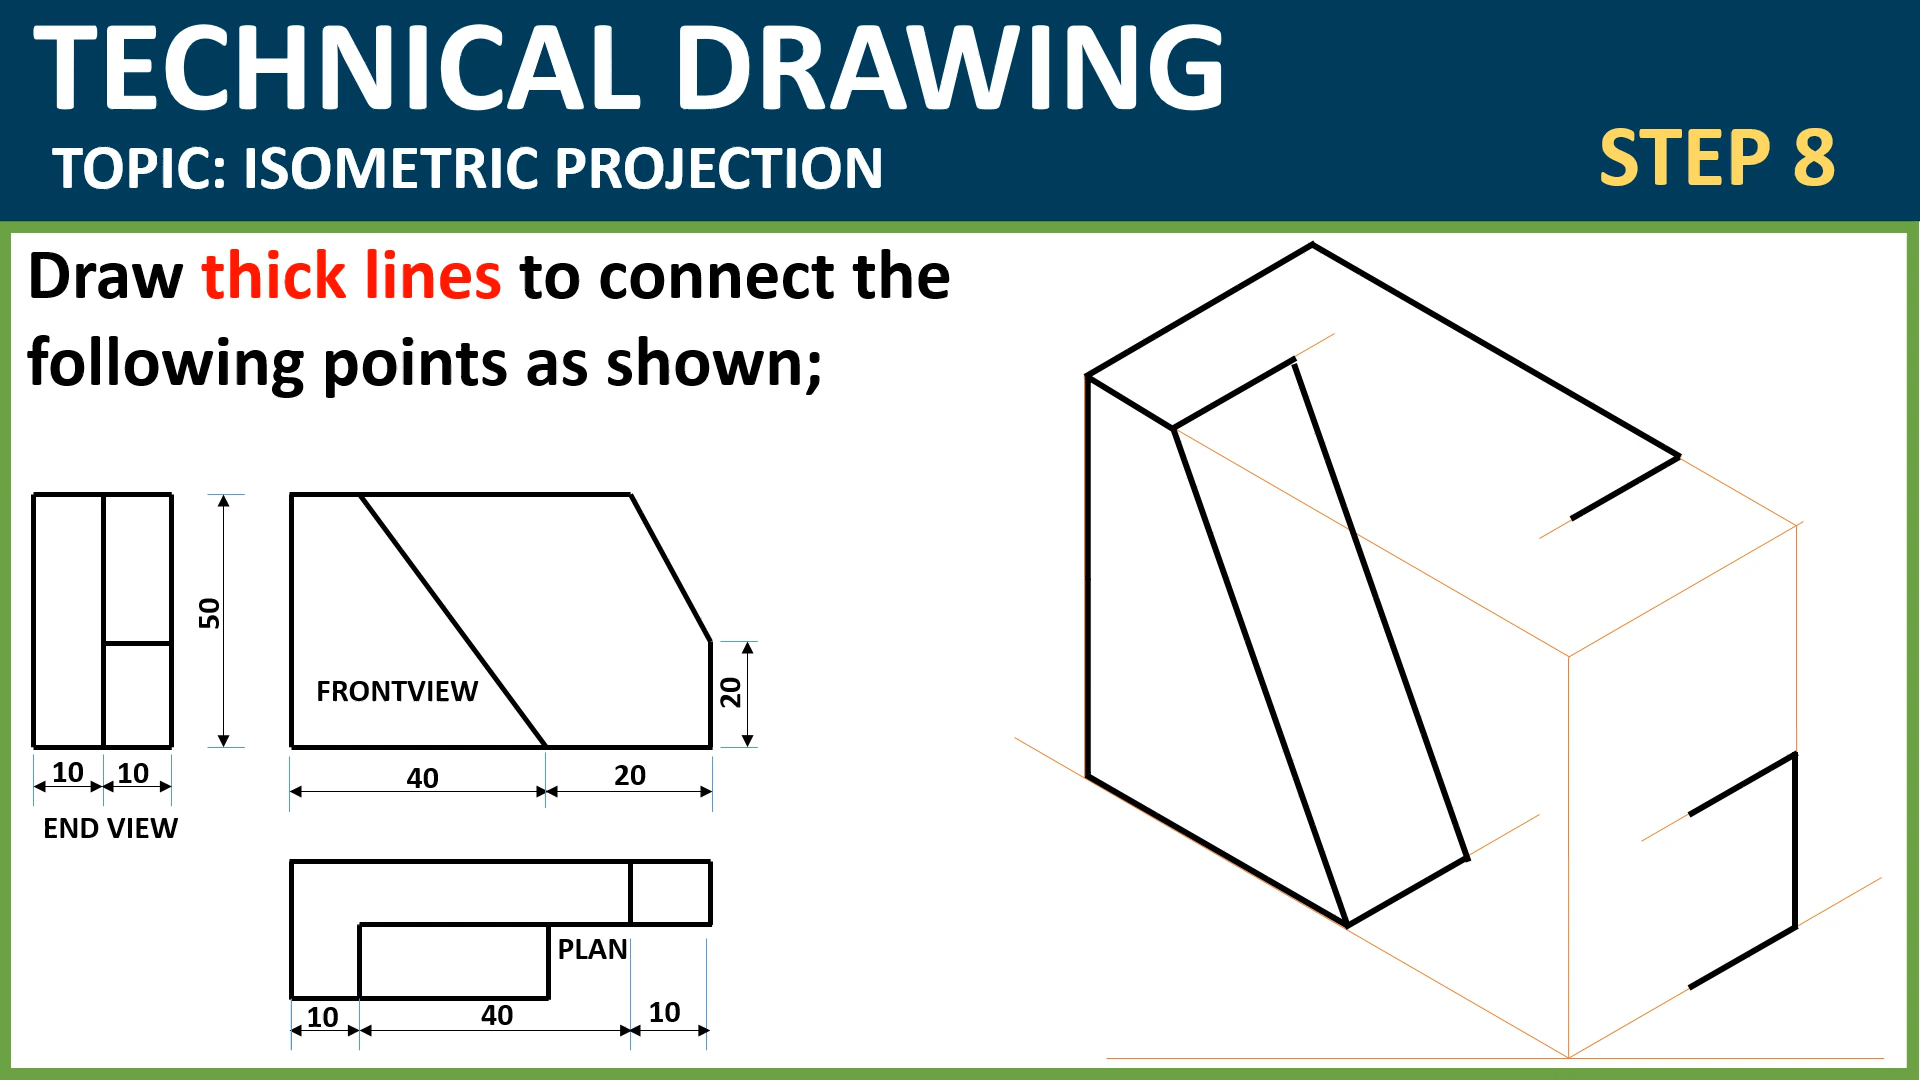 TECHNICAL DRAWING
TOPIC: ISOMETRIC PROJECTION
STEP 8
Draw thick lines to connect the
following points as shown;
50
FRONTVIEW
20
10 10
40 20
END VIEW
PLAN
10 40 10